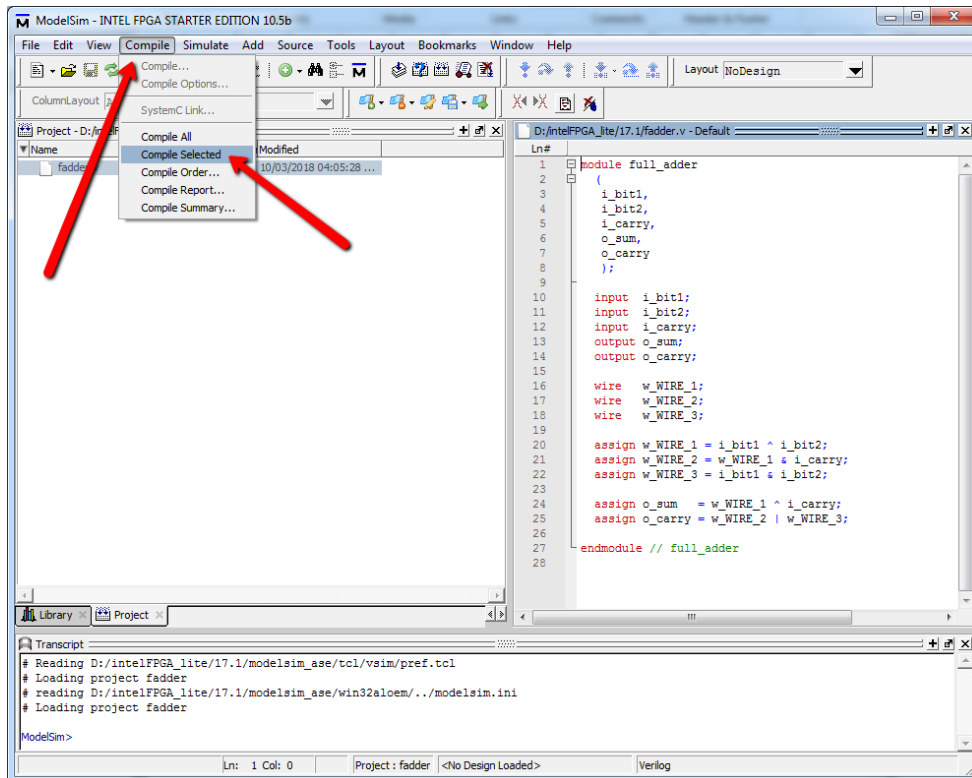 ModelSim - INTEL FPGA STARTER EDITION 10.5b
File Edit View Compile Simulate Add Source Tools Layout Bookmarks Window Help
Layout NoDesign
ColumnLayout
Compile...
Compile Options...
SystemC Link...
Compile All
Compile Selected
Compile Order...
Compile Report...
Compile Summary...
Project - D:/intelF
Name Modified
fadde 10/03/2018 04:05:28 ...
D:/intelFPGA_lite/17.1/fadder.v - Default
Ln#
1 module full_adder
2 (
3 i_bit1,
4 i_bit2,
5 i_carry,
6 o_sum,
7 o_carry
8 );
9
10 input i_bit1;
11 input i_bit2;
12 input i_carry;
13 output o_sum;
14 output o_carry;
15
16 wire w_WIRE_1;
17 wire w_WIRE_2;
18 wire w_WIRE_3;
19
20 assign w_WIRE_1 = i_bit1 ^ i_bit2;
21 assign w_WIRE_2 = w_WIRE_1 & i_carry;
22 assign w_WIRE_3 = i_bit1 & i_bit2;
23
24 assign o_sum = w_WIRE_1 ^ i_carry;
25 assign o_carry = w_WIRE_2 | w_WIRE_3;
26
27 endmodule // full_adder
28
Library Project
Transcript
# Reading D:/intelFPGA_lite/17.1/modelsim_ase/tcl/vsim/pref.tcl
# Loading project fadder
# reading D:/intelFPGA_lite/17.1/modelsim_ase/win32aloem/../modelsim.ini
# Loading project fadder
ModelSim>
Ln: 1 Col: 0 Project : fadder <No Design Loaded> Verilog